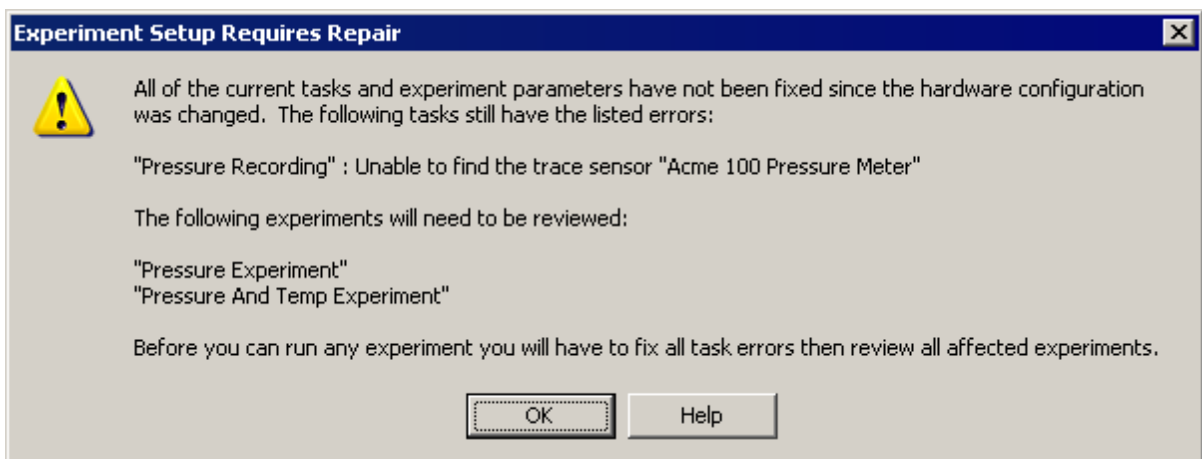 Experiment Setup Requires Repair
All of the current tasks and experiment parameters have not been fixed since the hardware configuration
was changed.  The following tasks still have the listed errors:
"Pressure Recording" : Unable to find the trace sensor "Acme 100 Pressure Meter"
The following experiments will need to be reviewed:
"Pressure Experiment"
"Pressure And Temp Experiment"
Before you can run any experiment you will have to fix all task errors then review all affected experiments.
OK
Help